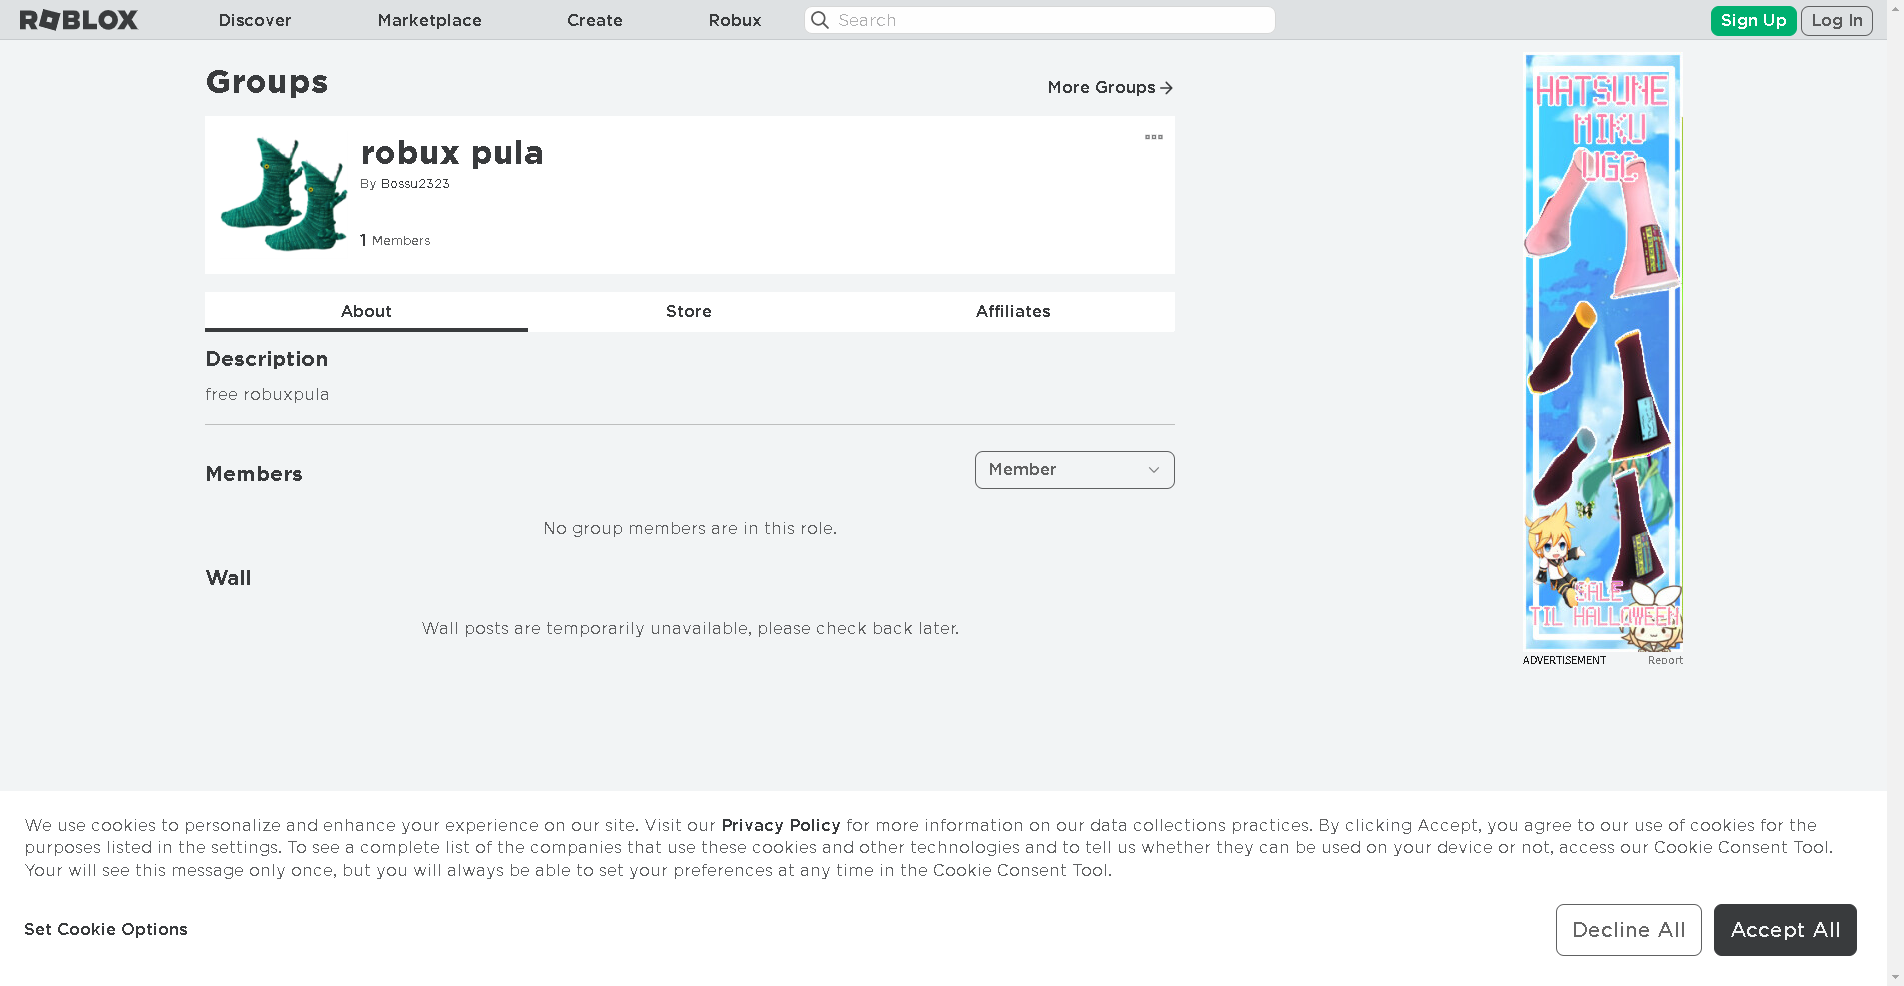 ROBLOX
Discover
Marketplace
Create
Robux
Search
Sign Up
Log In
Groups
More Groups
robux pula
By Bossu2323
1 Members
About
Store
Affiliates
Description
free robuxpula
Members
Member
No group members are in this role.
Wall
Wall posts are temporarily unavailable, please check back later.
HATSUNE
MIKU
UGC
SALE
TIL HALLOWEEN
ADVERTISEMENT
Report
We use cookies to personalize and enhance your experience on our site. Visit our Privacy Policy for more information on our data collections practices. By clicking Accept, you agree to our use of cookies for the
purposes listed in the settings. To see a complete list of the companies that use these cookies and other technologies and to tell us whether they can be used on your device or not, access our Cookie Consent Tool.
Your will see this message only once, but you will always be able to set your preferences at any time in the Cookie Consent Tool.
Set Cookie Options
Decline All
Accept All